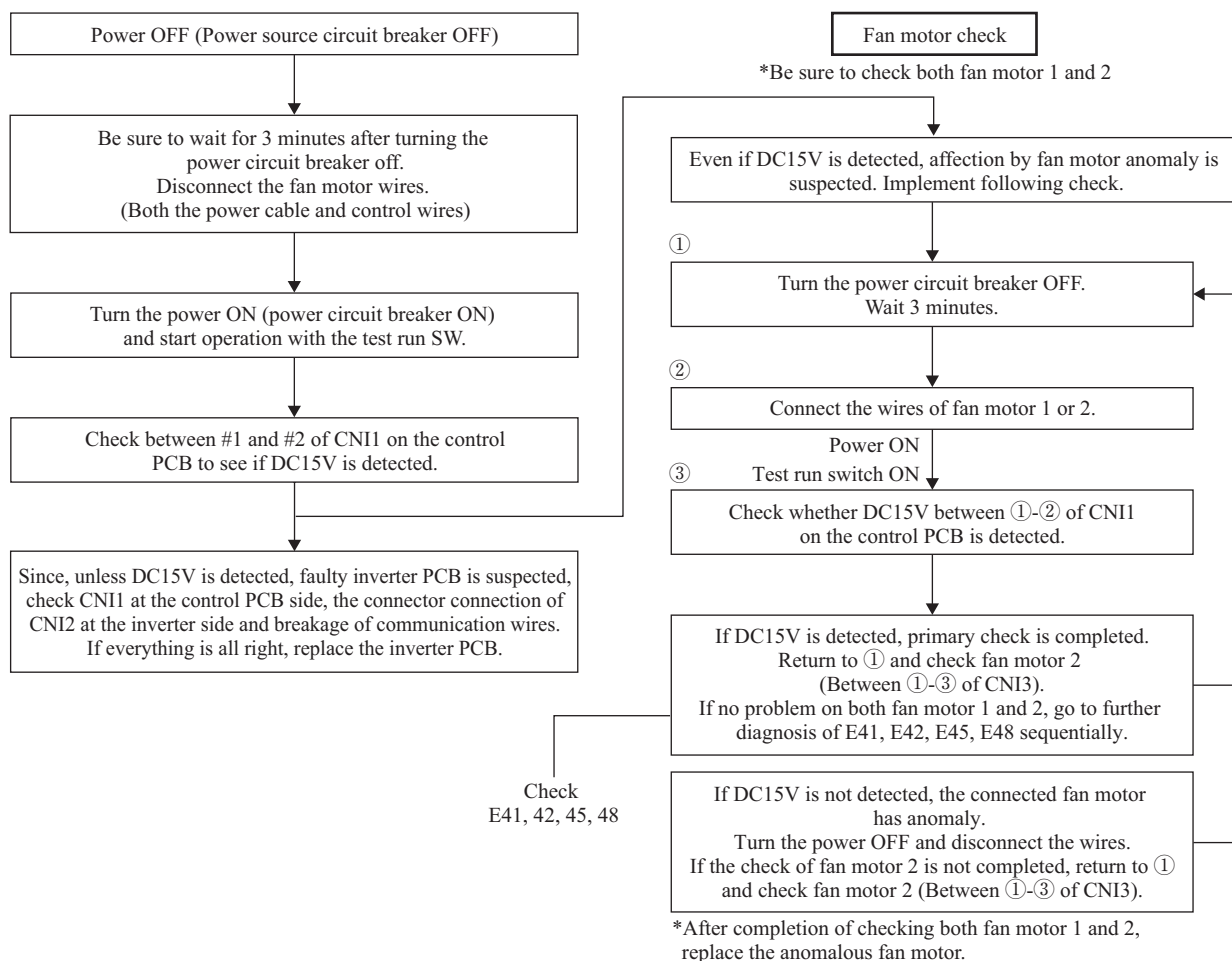 Power OFF (Power source circuit breaker OFF)
Be sure to wait for 3 minutes after turning the
power circuit breaker off.
Disconnect the fan motor wires.
(Both the power cable and control wires)
Turn the power ON (power circuit breaker ON)
and start operation with the test run SW.
Check between #1 and #2 of CNI1 on the control
PCB to see if DC15V is detected.
Since, unless DC15V is detected, faulty inverter PCB is suspected,
check CNI1 at the control PCB side, the connector connection of
CNI2 at the inverter side and breakage of communication wires.
If everything is all right, replace the inverter PCB.
Fan motor check
*Be sure to check both fan motor 1 and 2
Even if DC15V is detected, affection by fan motor anomaly is
suspected. Implement following check.
①
Turn the power circuit breaker OFF.
Wait 3 minutes.
②
Connect the wires of fan motor 1 or 2.
Power ON
③
Test run switch ON
Check whether DC15V between ①-② of CNI1
on the control PCB is detected.
If DC15V is detected, primary check is completed.
Return to ① and check fan motor 2
(Between ①-③ of CNI3).
If no problem on both fan motor 1 and 2, go to further
diagnosis of E41, E42, E45, E48 sequentially.
Check
E41, 42, 45, 48
If DC15V is not detected, the connected fan motor
has anomaly.
Turn the power OFF and disconnect the wires.
If the check of fan motor 2 is not completed, return to ①
and check fan motor 2 (Between ①-③ of CNI3).
*After completion of checking both fan motor 1 and 2,
replace the anomalous fan motor.